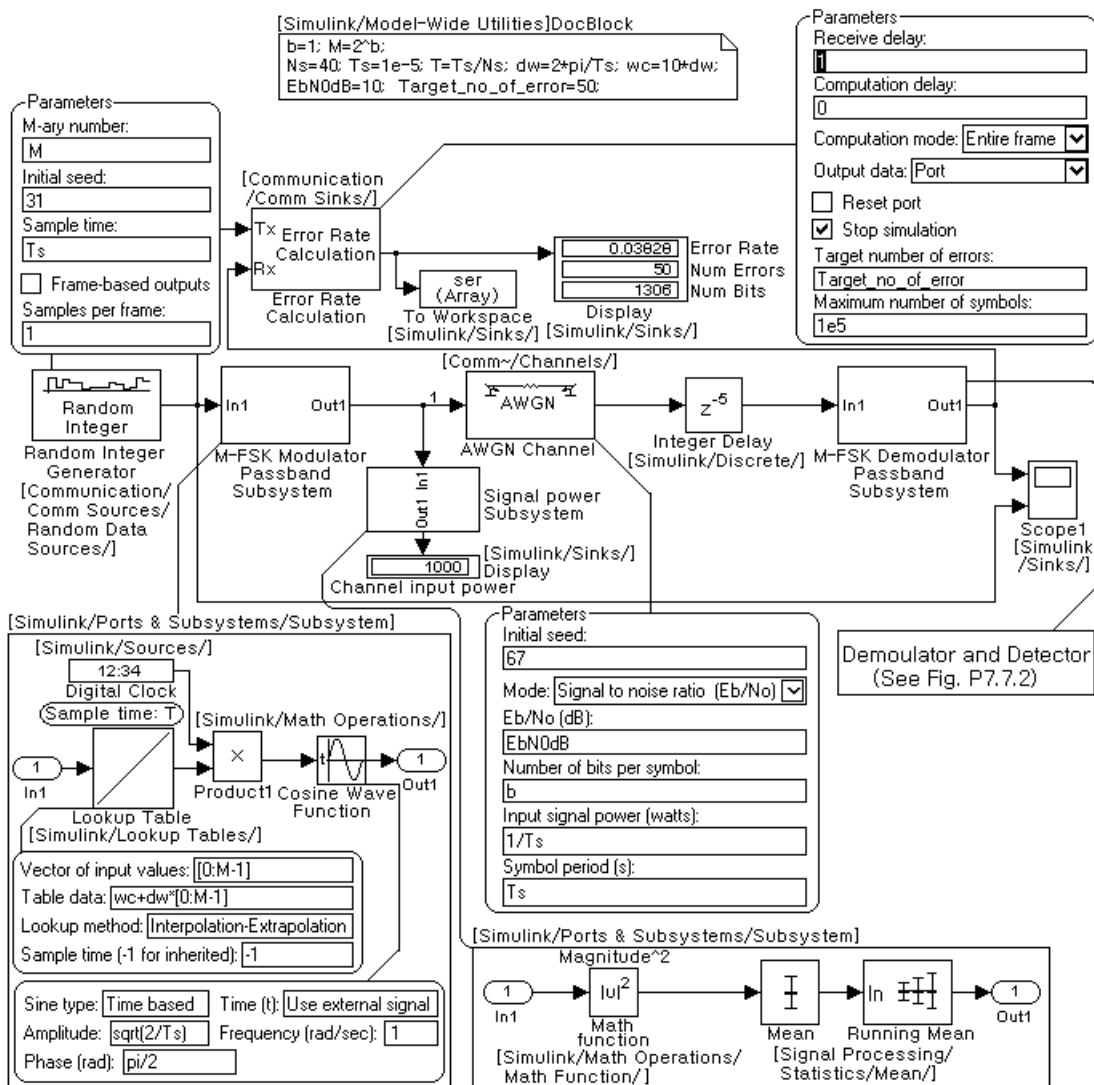 [Simulink/Model-Wide Utilities]DocBlock
b=1; M=2^b;
Ns=40; Ts=1e-5; T=Ts/Ns; dw=2*pi/Ts; wc=10*dw;
EbN0dB=10; Target_no_of_error=50;
Parameters
Receive delay:
1
Computation delay:
0
Computation mode: Entire frame
Output data: Port
Reset port
Stop simulation
Target number of errors:
Target_no_of_error
Maximum number of symbols:
1e5
Parameters
M-ary number:
M
Initial seed:
31
Sample time:
Ts
Frame-based outputs
Samples per frame:
1
[Communication
/Comm Sinks/]
Tx
Rx
Error Rate
Calculation
Error Rate
Calculation
ser
(Array)
To Workspace
[Simulink/Sinks/]
0.03828 Error Rate
50 Num Errors
1306 Num Bits
Display
[Simulink/Sinks/]
Random
Integer
Random Integer
Generator
[Communication/
Comm Sources/
Random Data
Sources/]
In1 Out1
M-FSK Modulator
Passband
Subsystem
1
[Comm~/Channels/]
AWGN
AWGN Channel
z^-5
Integer Delay
[Simulink/Discrete/]
In1 Out1
M-FSK Demodulator
Passband
Subsystem
Scope1
[Simulink
/Sinks/]
Out1 In1
Signal power
Subsystem
1000
[Simulink/Sinks/]
Display
Channel input power
Demoulator and Detector
(See Fig. P7.7.2)
[Simulink/Ports & Subsystems/Subsystem]
[Simulink/Sources/]
12:34
Digital Clock
Sample time: T
[Simulink/Math Operations/]
1
In1
Lookup Table
[Simulink/Lookup Tables/]
×
Product1
t
Cosine Wave
Function
1
Out1
Vector of input values: [0:M-1]
Table data: wc+dw*[0:M-1]
Lookup method: Interpolation-Extrapolation
Sample time (-1 for inherited): -1
Sine type: Time based Time (t): Use external signal
Amplitude: sqrt(2/Ts) Frequency (rad/sec): 1
Phase (rad): pi/2
Parameters
Initial seed:
67
Mode: Signal to noise ratio (Eb/No)
Eb/No (dB):
EbN0dB
Number of bits per symbol:
b
Input signal power (watts):
1/Ts
Symbol period (s):
Ts
[Simulink/Ports & Subsystems/Subsystem]
Magnitude^2
1
In1
|u|²
Math
function
[Simulink/Math Operations/
Math Function/]
Mean
In
Running Mean
[Signal Processing/
Statistics/Mean/]
1
Out1